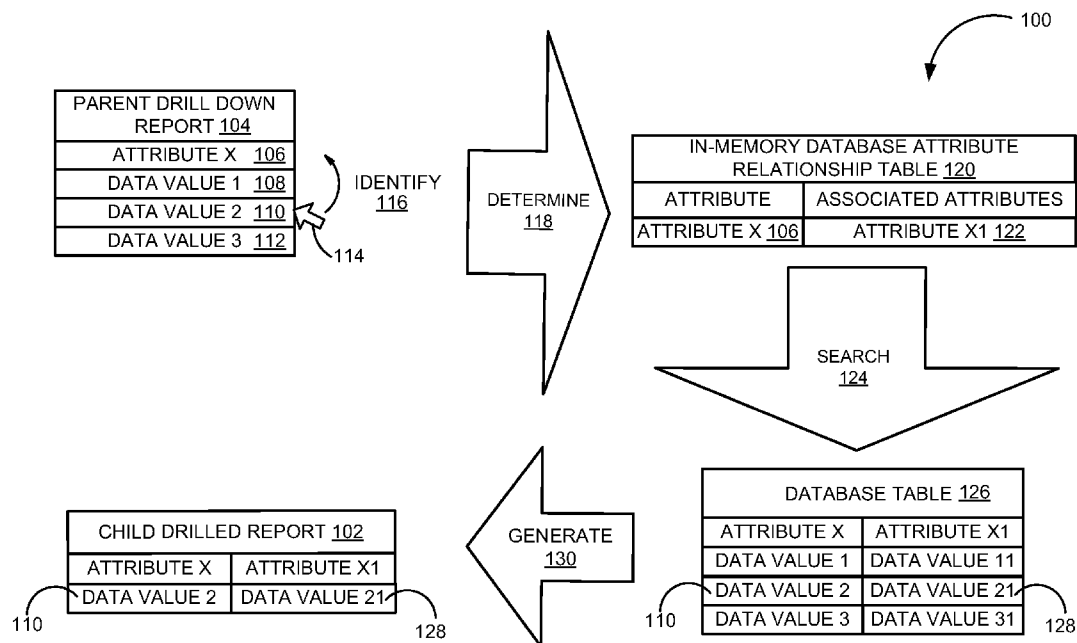 100
PARENT DRILL DOWN
REPORT 104
ATTRIBUTE X 106
DATA VALUE 1 108
DATA VALUE 2 110
DATA VALUE 3 112
114
IDENTIFY
116
DETERMINE
118
IN-MEMORY DATABASE ATTRIBUTE
RELATIONSHIP TABLE 120
ATTRIBUTE ASSOCIATED ATTRIBUTES
ATTRIBUTE X 106 ATTRIBUTE X1 122
SEARCH
124
DATABASE TABLE 126
ATTRIBUTE X ATTRIBUTE X1
DATA VALUE 1 DATA VALUE 11
110 DATA VALUE 2 DATA VALUE 21 128
DATA VALUE 3 DATA VALUE 31
GENERATE
130
CHILD DRILLED REPORT 102
ATTRIBUTE X ATTRIBUTE X1
DATA VALUE 2 DATA VALUE 21
110 128